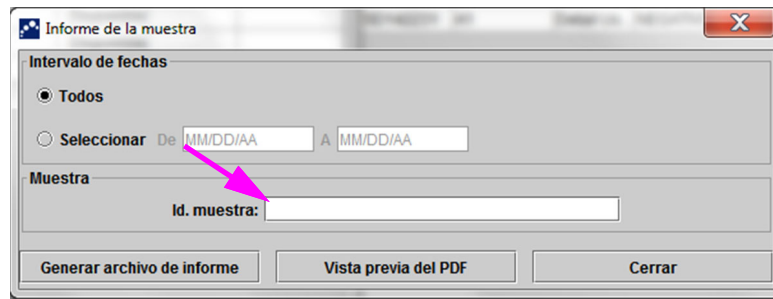 Informe de la muestra
Intervalo de fechas
Todos
Seleccionar De MM/DD/AA A MM/DD/AA
Muestra
Id. muestra:
Generar archivo de informe Vista previa del PDF Cerrar